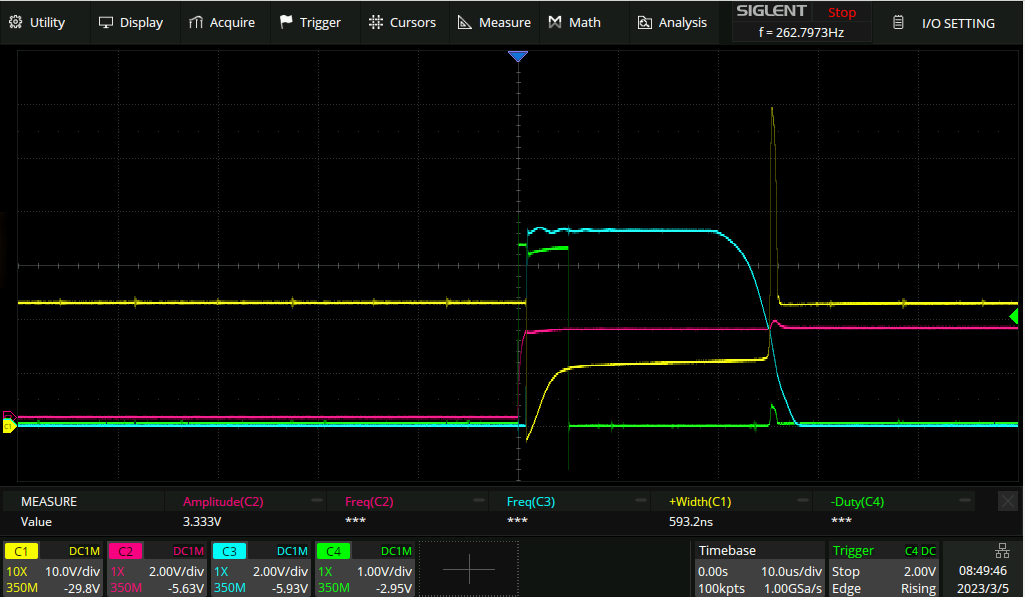 Utility Display Acquire Trigger Cursors Measure Math Analysis SIGLENT Stop I/O SETTING
f = 262.7973Hz
C1
MEASURE Amplitude(C2) Freq(C2) Freq(C3) +Width(C1) -Duty(C4)
Value 3.333V *** *** 593.2ns ***
C1 DC1M C2 DC1M C3 DC1M C4 DC1M Timebase Trigger C4 DC
10X 10.0V/div 1X 2.00V/div 1X 2.00V/div 1X 1.00V/div 0.00s 10.0us/div Stop 2.00V 08:49:46
350M -29.8V 350M -5.63V 350M -5.93V 350M -2.95V 100kpts 1.00GSa/s Edge Rising 2023/3/5